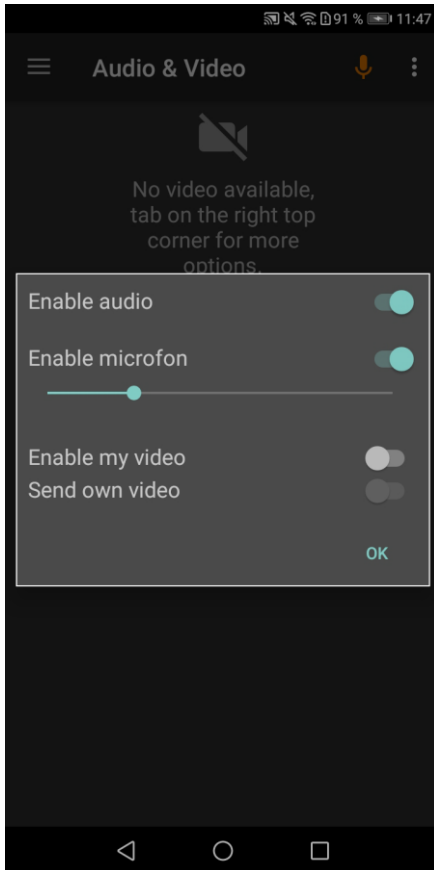 91 % 11:47
Audio & Video
No video available,
tab on the right top
corner for more
options.
Enable audio
Enable microfon
Enable my video
Send own video
OK